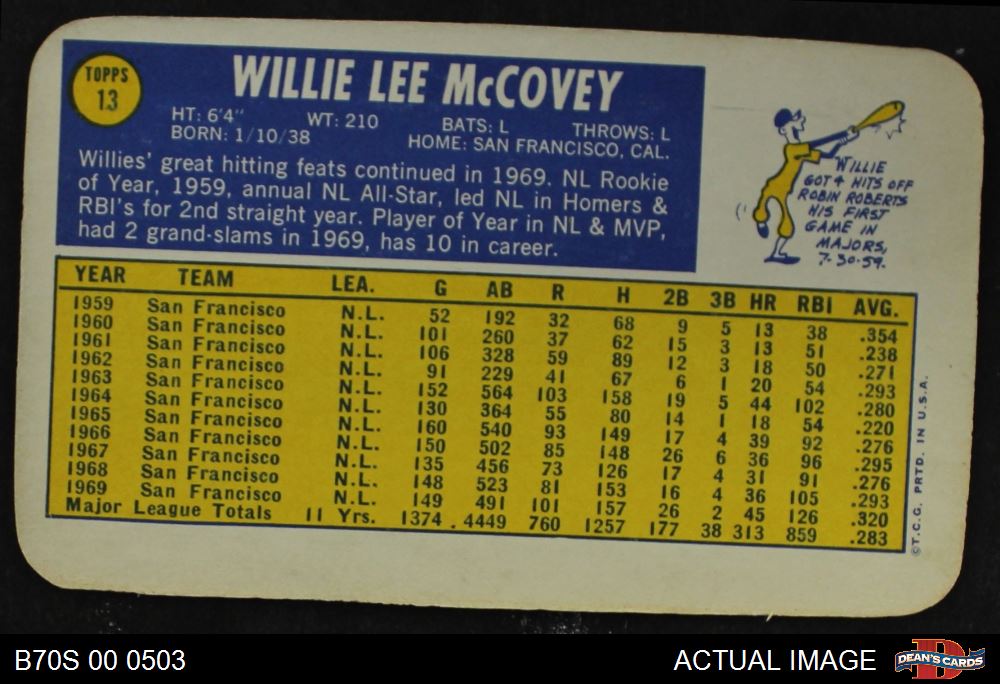 TOPPS
13
WILLIE LEE McCOVEY
HT: 6'4" WT: 210 BATS: L THROWS: L
BORN: 1/10/38 HOME: SAN FRANCISCO, CAL.
Willies' great hitting feats continued in 1969. NL Rookie
of Year, 1959, annual NL All-Star, led NL in Homers &
RBI's for 2nd straight year. Player of Year in NL & MVP,
had 2 grand-slams in 1969, has 10 in career.
WILLIE
GOT 4 HITS OFF
ROBIN ROBERTS
HIS FIRST
GAME IN
MAJORS,
7-30-59.
YEAR TEAM LEA. G AB R H 2B 3B HR RBI AVG.
1959 San Francisco N.L. 52 192 32 68 9 5 13 38 .354
1960 San Francisco N.L. 101 260 37 62 15 3 13 51 .238
1961 San Francisco N.L. 106 328 59 89 12 3 18 50 .271
1962 San Francisco N.L. 91 229 41 67 6 1 20 54 .293
1963 San Francisco N.L. 152 564 103 158 19 5 44 102 .280
1964 San Francisco N.L. 130 364 55 80 14 1 18 54 .220
1965 San Francisco N.L. 160 540 93 149 17 4 39 92 .276
1966 San Francisco N.L. 150 502 85 148 26 6 36 96 .295
1967 San Francisco N.L. 135 456 73 126 17 4 31 91 .276
1968 San Francisco N.L. 148 523 81 153 16 4 36 105 .293
1969 San Francisco N.L. 149 491 101 157 26 2 45 126 .320
Major League Totals 11 Yrs. 1374 . 4449 760 1257 177 38 313 859 .283
©T.C.G. PRTD. IN U.S.A.
B70S 00 0503
ACTUAL IMAGE
D
DEAN'S CARDS